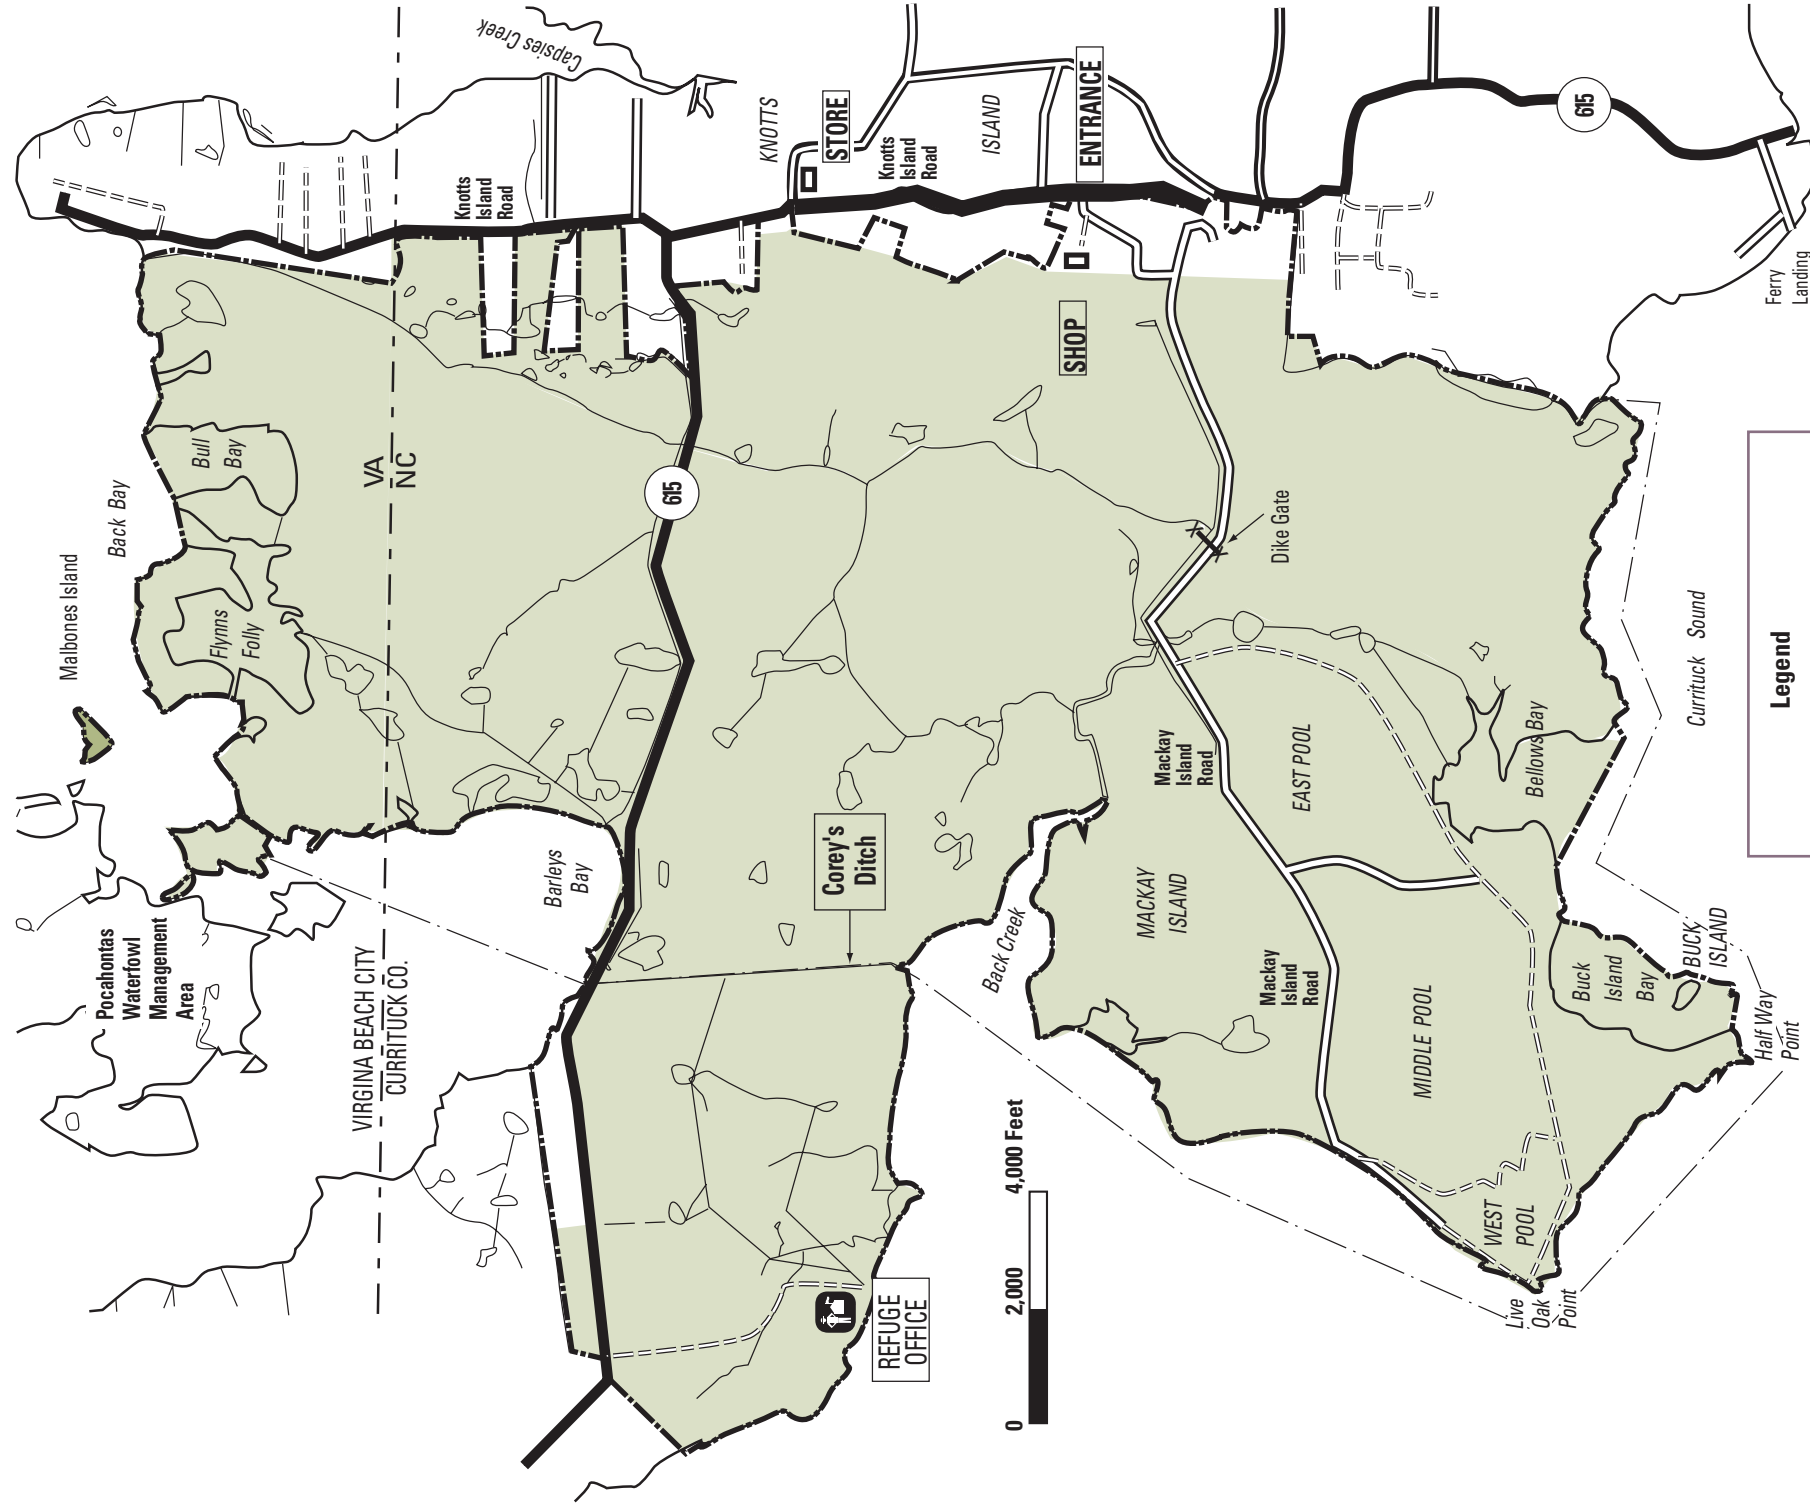 Capsies Creek
Malbones Island
Back Bay
Bull
Bay
Flynns
Folly
VA
NC
Knotts
Island
Road
KNOTTS
STORE
Knotts
Island
Road
ISLAND
ENTRANCE
SHOP
615
615
Ferry
Landing
Pocahontas
Waterfowl
Management
Area
VIRGINA BEACH CITY
CURRITUCK CO.
Barleys
Bay
Corey's
Ditch
Dike Gate
Back Creek
MACKAY
ISLAND
Mackay
Island
Road
Mackay
Island
Road
EAST POOL
MIDDLE POOL
WEST
POOL
Bellows Bay
Buck
Island
Bay
BUCK
ISLAND
Half Way
Point
Live
Oak
Point
Currituck Sound
REFUGE
OFFICE
0
2,000
4,000 Feet
Legend